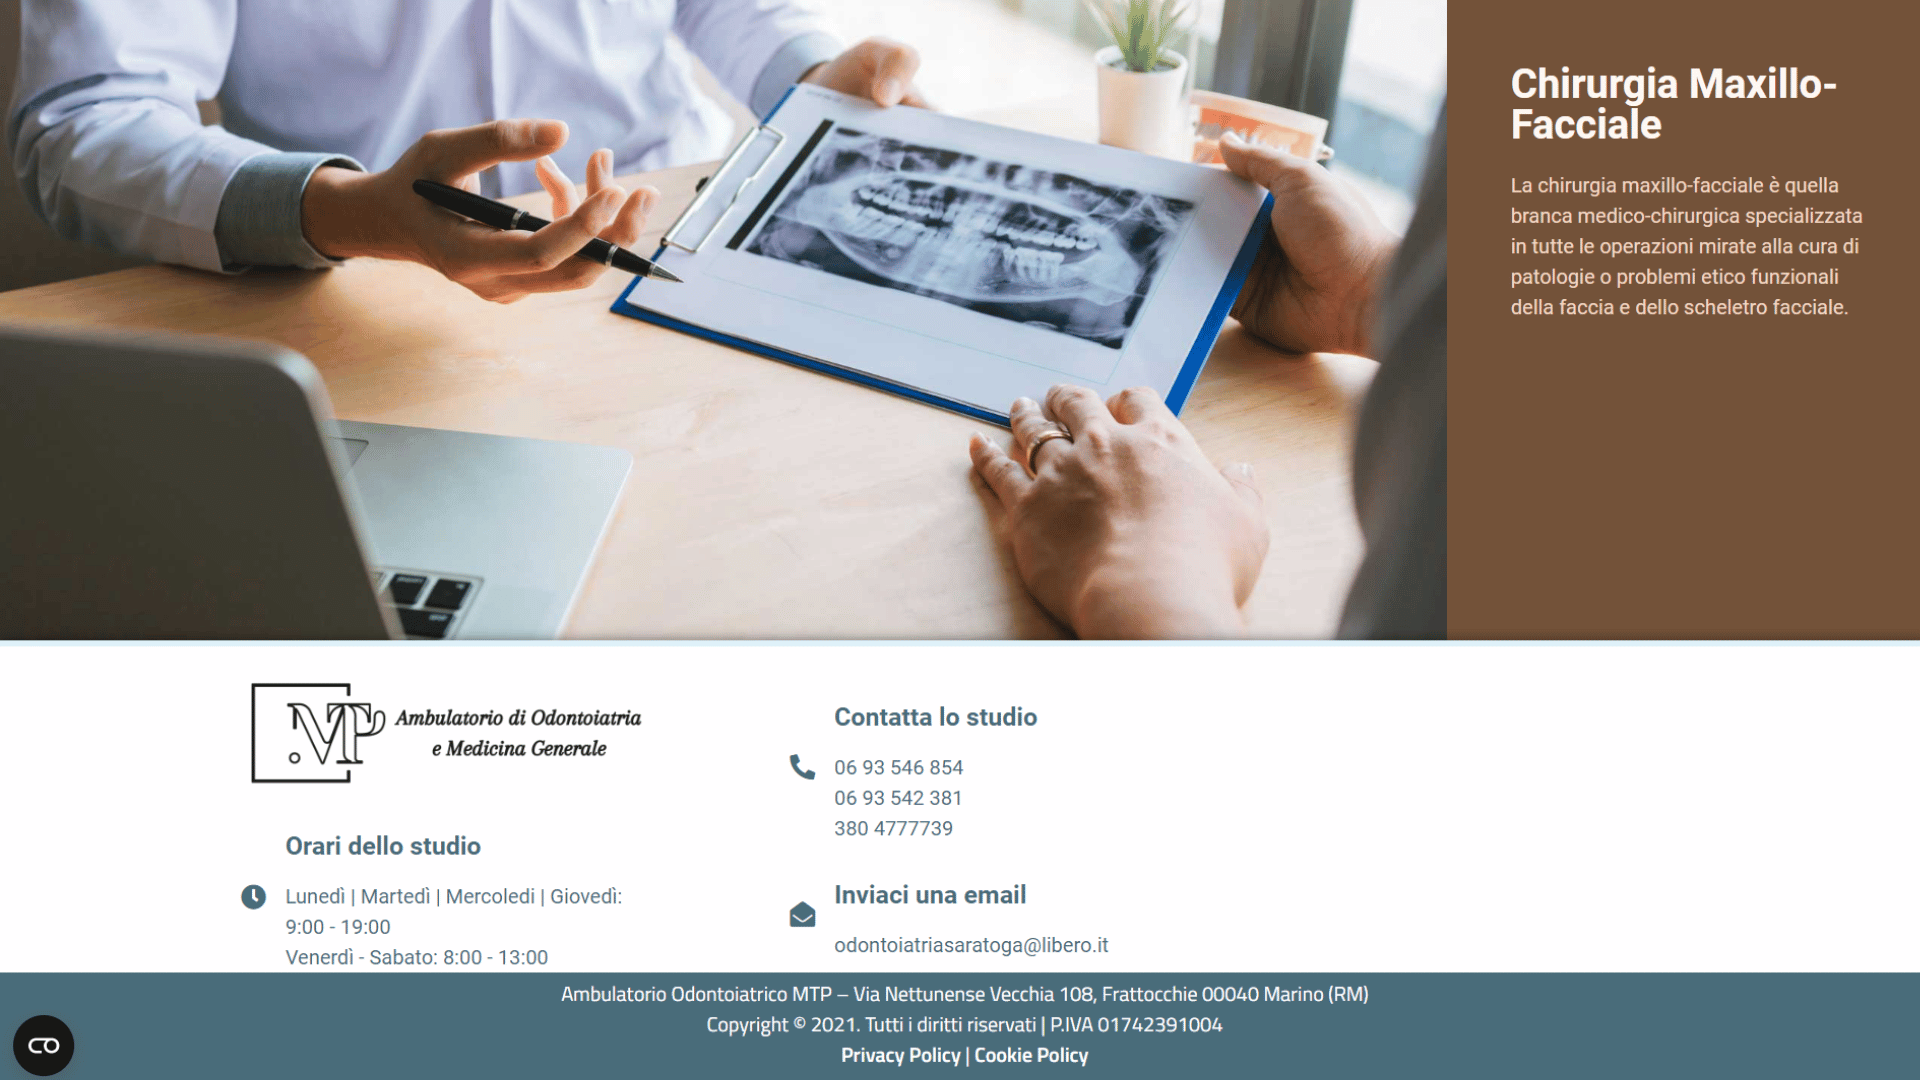 Chirurgia Maxillo-
Facciale
La chirurgia maxillo-facciale è quella
branca medico-chirurgica specializzata
in tutte le operazioni mirate alla cura di
patologie o problemi etico funzionali
della faccia e dello scheletro facciale.
MTP
Ambulatorio di Odontoiatria
e Medicina Generale
Orari dello studio
Lunedì | Martedì | Mercoledi | Giovedì:
9:00 - 19:00
Venerdì - Sabato: 8:00 - 13:00
Contatta lo studio
06 93 546 854
06 93 542 381
380 4777739
Inviaci una email
odontoiatriasaratoga@libero.it
Ambulatorio Odontoiatrico MTP – Via Nettunense Vecchia 108, Frattocchie 00040 Marino (RM)
Copyright © 2021. Tutti i diritti riservati | P.IVA 01742391004
Privacy Policy | Cookie Policy